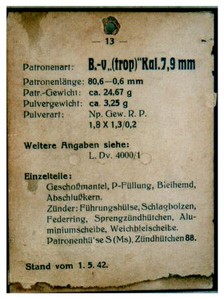 — 13 —
Patronenart: B.-v „(trop)“ Kal. 7,9 mm
Patronenlänge: 80,6–0,6 mm
Patr.-Gewicht: ca. 24,67 g
Pulvergewicht: ca. 3,25 g
Pulverart: Np. Gew. R. P.
1,8 X 1,3/0,2
Weitere Angaben siehe:
L. Dv. 4000/1
Einzelteile:
Geschoßmantel, P-Füllung, Bleihemd,
Abschlußkern.
Zünder: Führungshülse, Schlagbolzen,
Federring, Sprengzündhütchen, Alu-
miniumscheibe, Weichbleischeibe.
Patronenhülse S (Ms), Zündhütchen 88.
Stand vom 1. 5. 42.